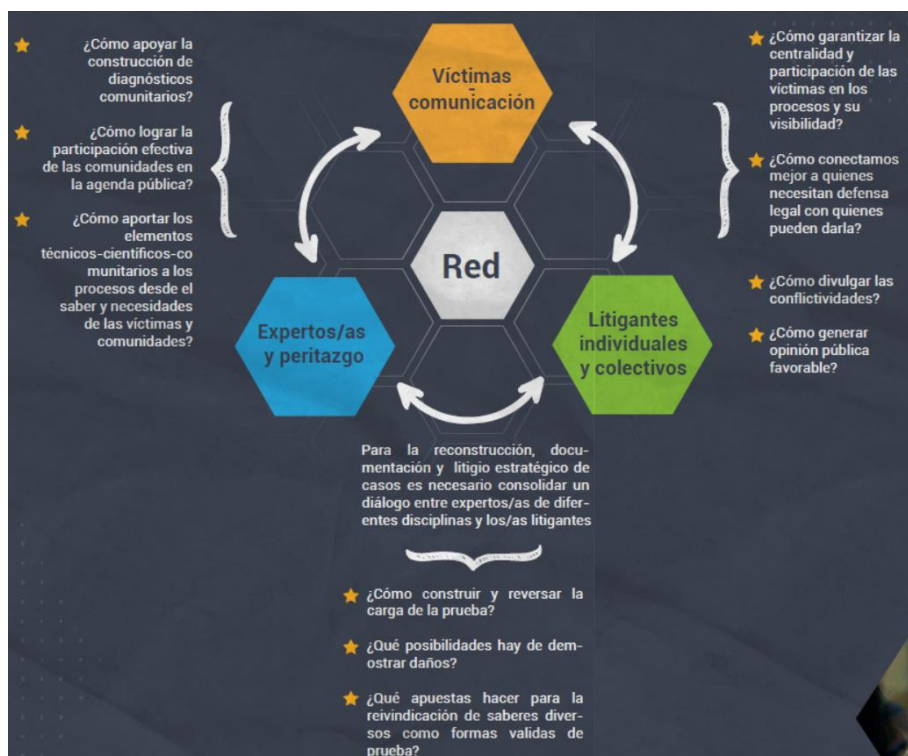 ¿Cómo apoyar la
construcción de
diagnósticos
comunitarios?
¿Cómo lograr la
participación efectiva
de las comunidades en
la agenda pública?
¿Cómo aportar los
elementos
técnicos-científicos-co
munitarios a los
procesos desde el
saber y necesidades
de las víctimas y
comunidades?
Víctimas
-
comunicación
¿Cómo garantizar la
centralidad y
participación de las
víctimas en los
procesos y su
visibilidad?
¿Cómo conectamos
mejor a quienes
necesitan defensa
legal con quienes
pueden darla?
¿Cómo divulgar las
conflictividades?
¿Cómo generar
opinión pública
favorable?
Red
Expertos/as
y peritazgo
Litigantes
individuales
y colectivos
Para la reconstrucción, docu-
mentación y litigio estratégico de
casos es necesario consolidar un
diálogo entre expertos/as de difer-
entes disciplinas y los/as litigantes
¿Cómo construir y reversar la
carga de la prueba?
¿Qué posibilidades hay de dem-
ostrar daños?
¿Qué apuestas hacer para la
reivindicación de saberes diver-
sos como formas validas de
prueba?